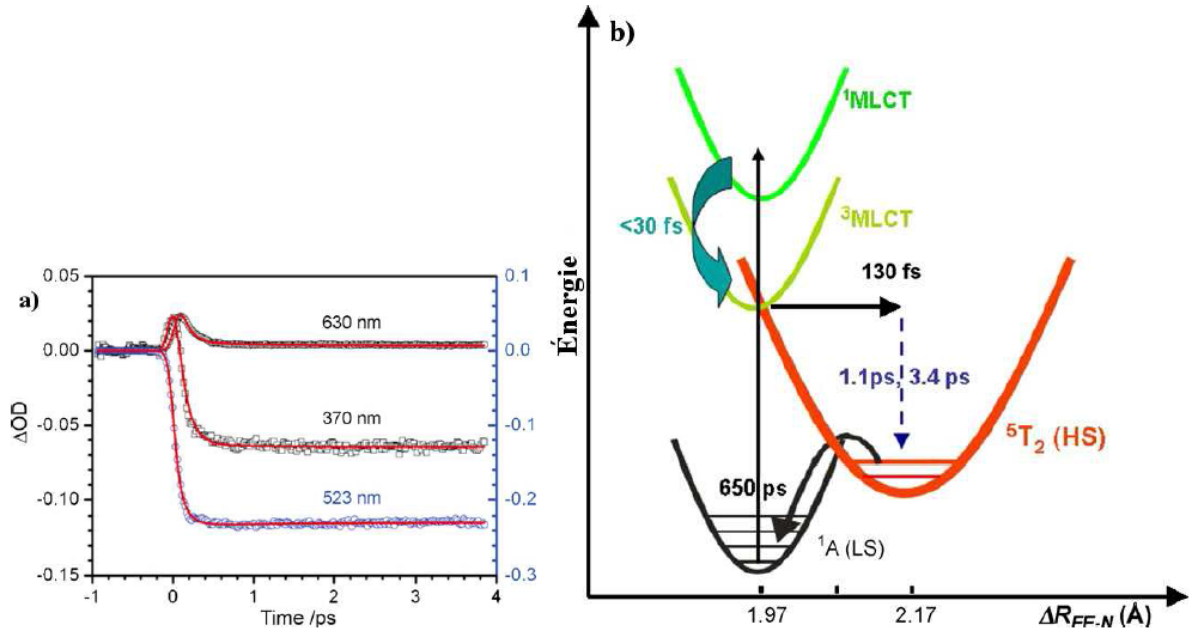 a)
0.05
0.00
-0.05
-0.10
-0.15
ΔOD
630 nm
370 nm
523 nm
0.1
0.0
-0.1
-0.2
-0.3
-1 0 1 2 3 4
Time /ps
b)
Énergie
¹MLCT
³MLCT
<30 fs
130 fs
1.1ps, 3.4 ps
⁵T₂ (HS)
650 ps
¹A (LS)
1.97 2.17 ΔR_FE-N (Å)